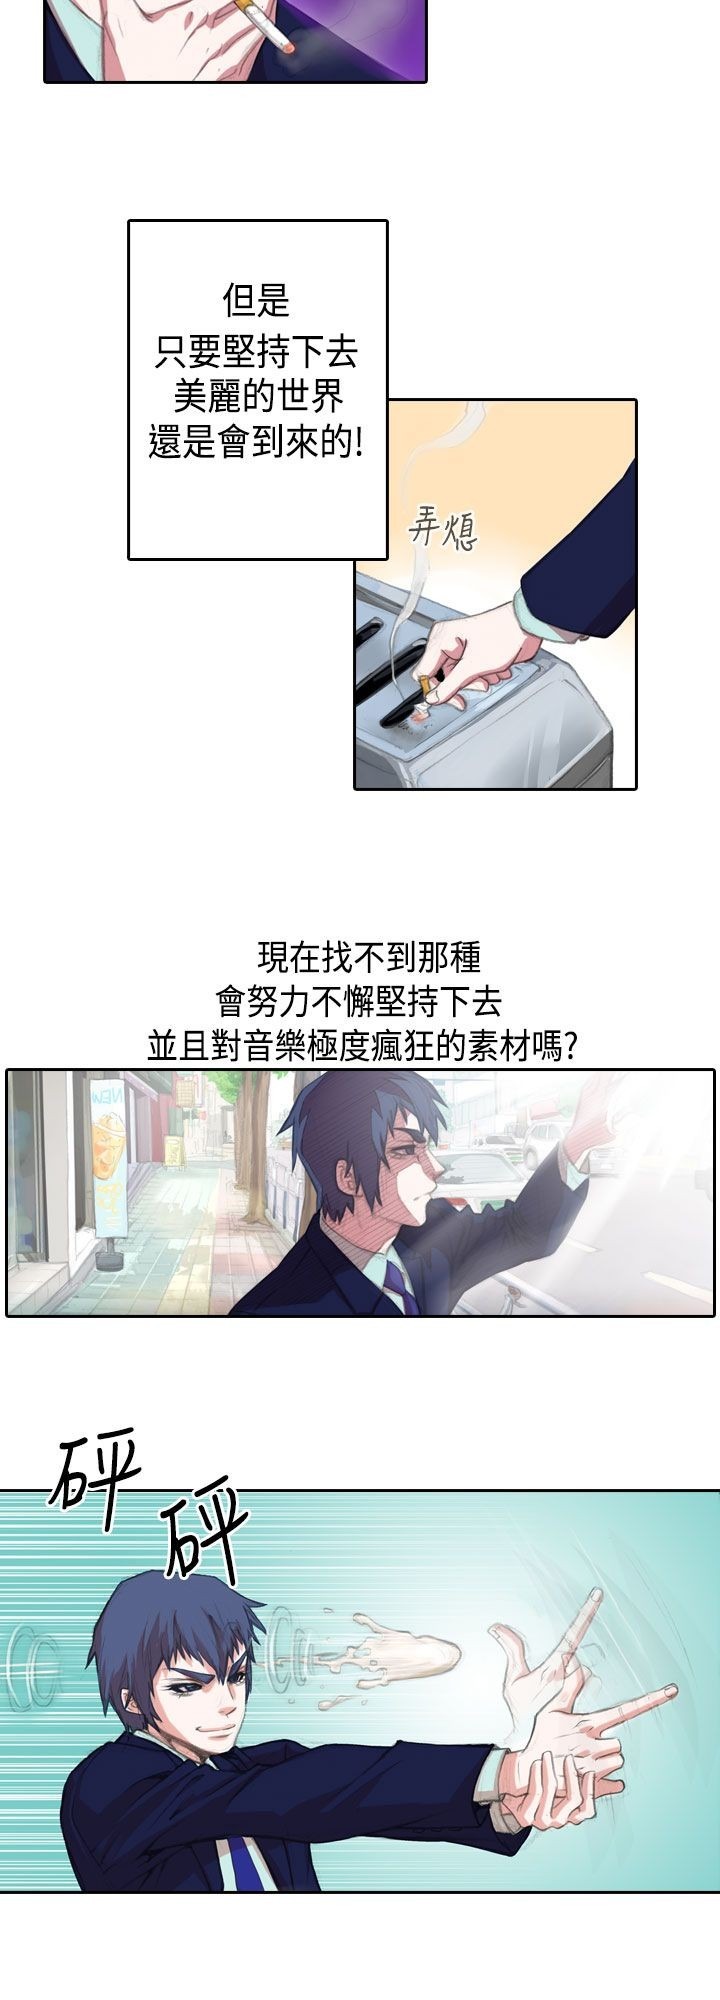 但是
只要堅持下去
美麗的世界
還是會到來的!
弄熄
現在找不到那種
會努力不懈堅持下去
並且對音樂極度瘋狂的素材嗎?
NEW
砰
砰